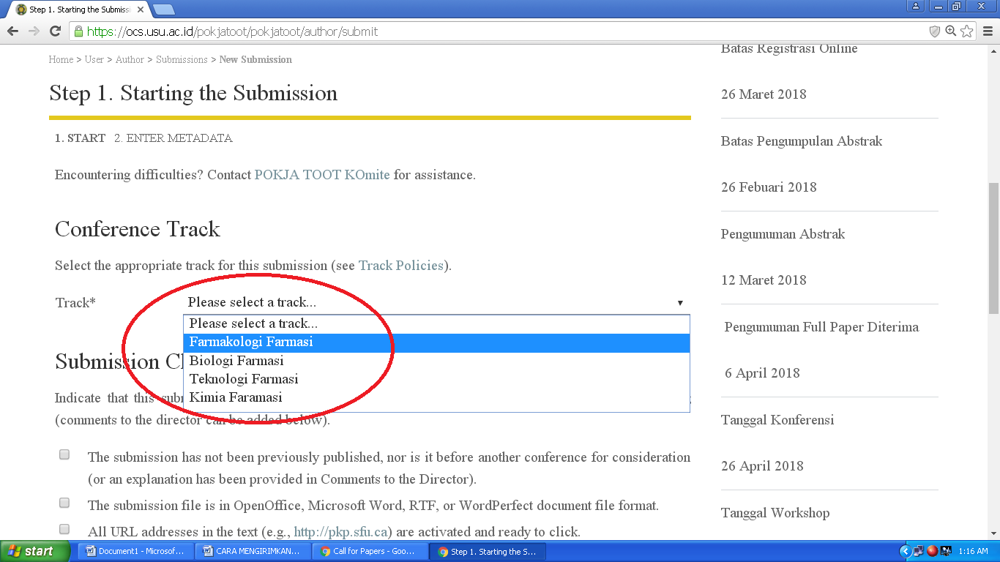 Step 1. Starting the Submiss
https://ocs.usu.ac.id/pokjatoot/pokjatoot/author/submit
Home > User > Author > Submissions > New Submission
Step 1. Starting the Submission
1. START 2. ENTER METADATA
Encountering difficulties? Contact POKJA TOOT KOmite for assistance.
Conference Track
Select the appropriate track for this submission (see Track Policies).
Track*
Please select a track...
Please select a track...
Farmakologi Farmasi
Biologi Farmasi
Teknologi Farmasi
Kimia Faramasi
Submission
Indicate that this
(comments to the director can be added below).
The submission has not been previously published, nor is it before another conference for consideration
(or an explanation has been provided in Comments to the Director).
The submission file is in OpenOffice, Microsoft Word, RTF, or WordPerfect document file format.
All URL addresses in the text (e.g., http://pkp.sfu.ca) are activated and ready to click.
Batas Registrasi Online
26 Maret 2018
Batas Pengumpulan Abstrak
26 Febuari 2018
Pengumuman Abstrak
12 Maret 2018
Pengumuman Full Paper Diterima
6 April 2018
Tanggal Konferensi
26 April 2018
Tanggal Workshop
start
Document1 - Microsof...
CARA MENGIRIMKAN...
Call for Papers - Goo...
Step 1. Starting the S...
1:16 AM